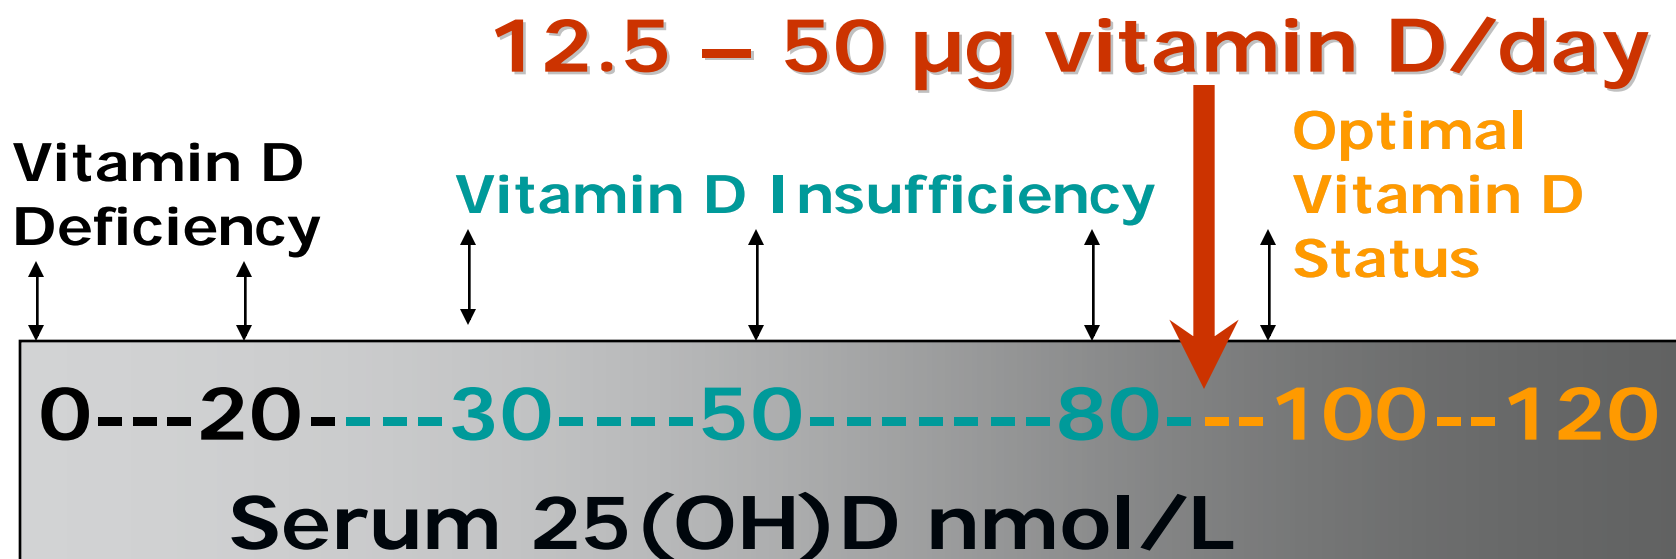 12.5 – 50 µg vitamin D/day
Vitamin D
Deficiency
Vitamin D Insufficiency
Optimal
Vitamin D
Status
0---20----30----50-------80---100--120
Serum 25(OH)D nmol/L